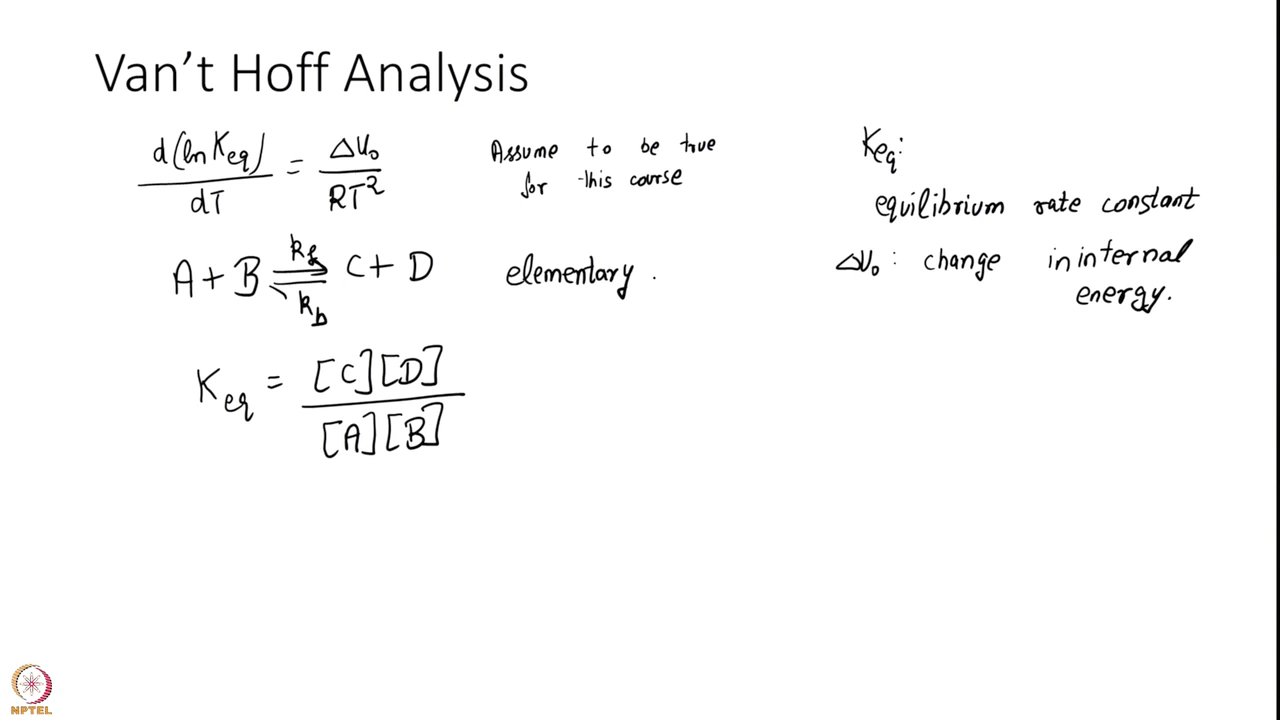 Van't Hoff Analysis
d(ln Keq)/dT = ΔU₀/RT²
Assume to be true
for this course
Keq:
equilibrium rate constant
ΔU₀ : change in internal
energy.
A + B ⇌ C + D
kf
kb
elementary.
Keq = [C][D]/[A][B]
NPTEL